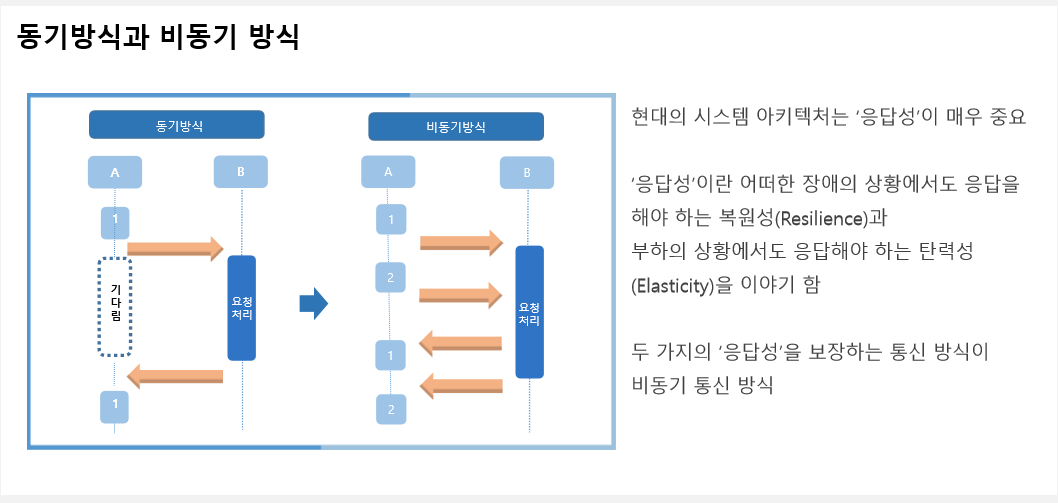 동기방식과 비동기 방식
동기방식
A
B
1
기
다
림
요청
처리
1
비동기방식
A
B
1
2
요청
처리
1
2
현대의 시스템 아키텍처는 ‘응답성’이 매우 중요
‘응답성’이란 어떠한 장애의 상황에서도 응답을
해야 하는 복원성(Resilience)과
부하의 상황에서도 응답해야 하는 탄력성
(Elasticity)을 이야기 함
두 가지의 ‘응답성’을 보장하는 통신 방식이
비동기 통신 방식